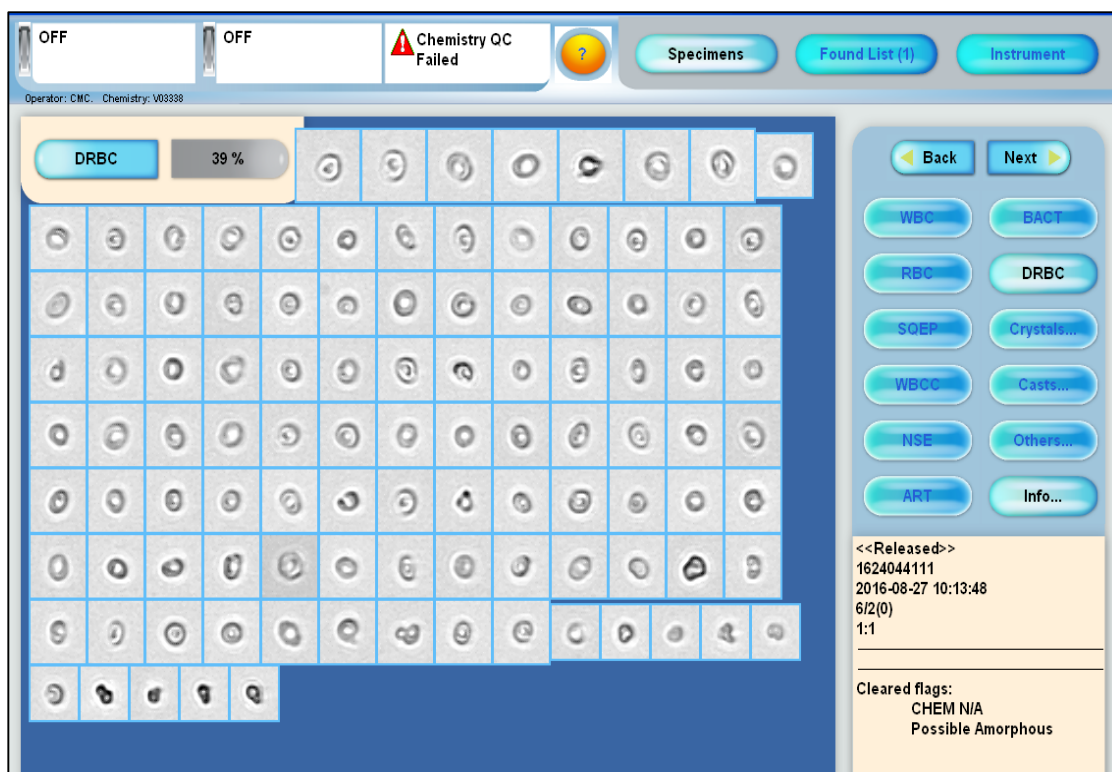 OFF
OFF
Chemistry QC
Failed
?
Specimens
Found List (1)
Instrument
Operator: CMC. Chemistry: V03338
DRBC
39 %
Back
Next
WBC
BACT
RBC
DRBC
SQEP
Crystals...
WBCC
Casts...
NSE
Others...
ART
Info...
<<Released>>
1624044111
2016-08-27 10:13:48
6/2(0)
1:1
Cleared flags:
CHEM N/A
Possible Amorphous